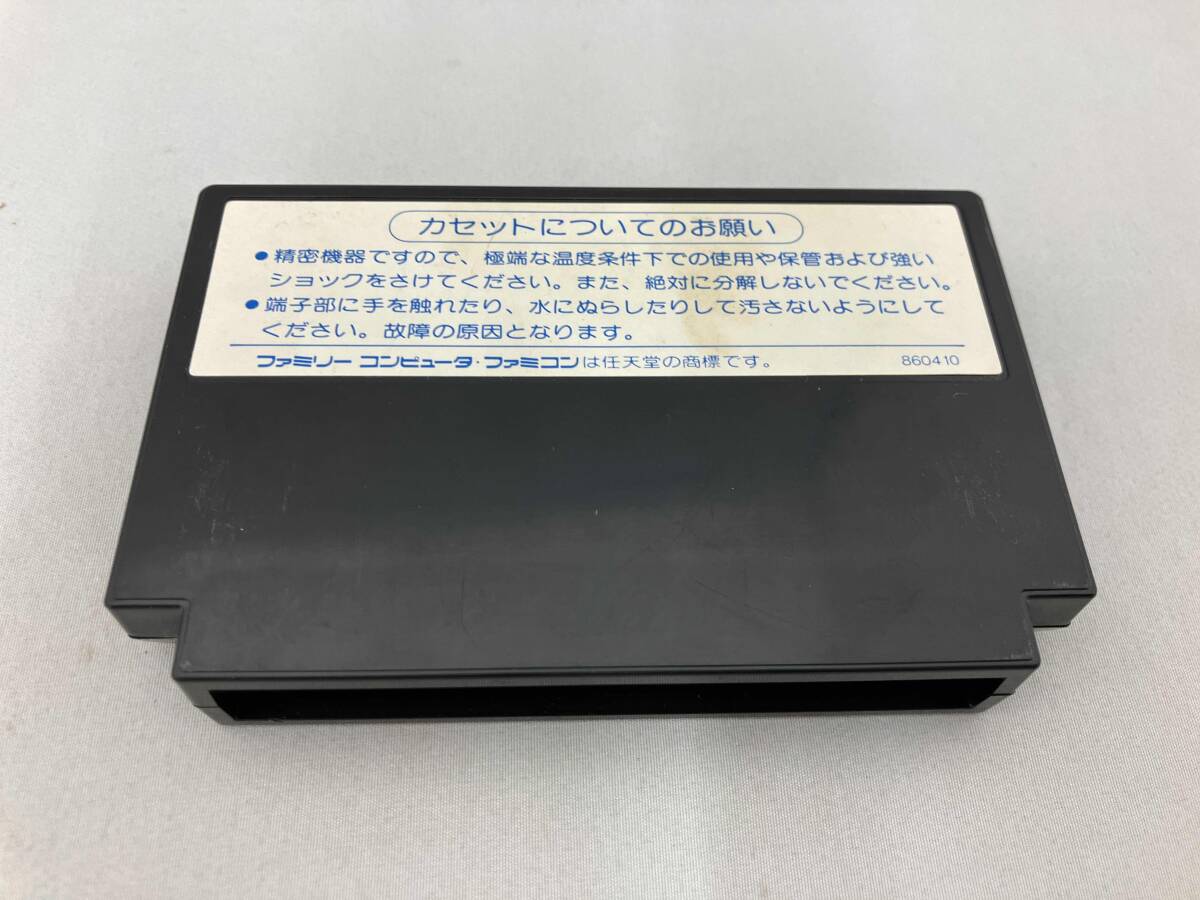 カセットについてのお願い
●精密機器ですので、極端な温度条件下での使用や保管および強い
ショックをさけてください。また、絶対に分解しないでください。
●端子部に手を触れたり、水にぬらしたりして汚さないようにして
ください。故障の原因となります。
ファミリー コンピュータ・ファミコンは任天堂の商標です。 860410